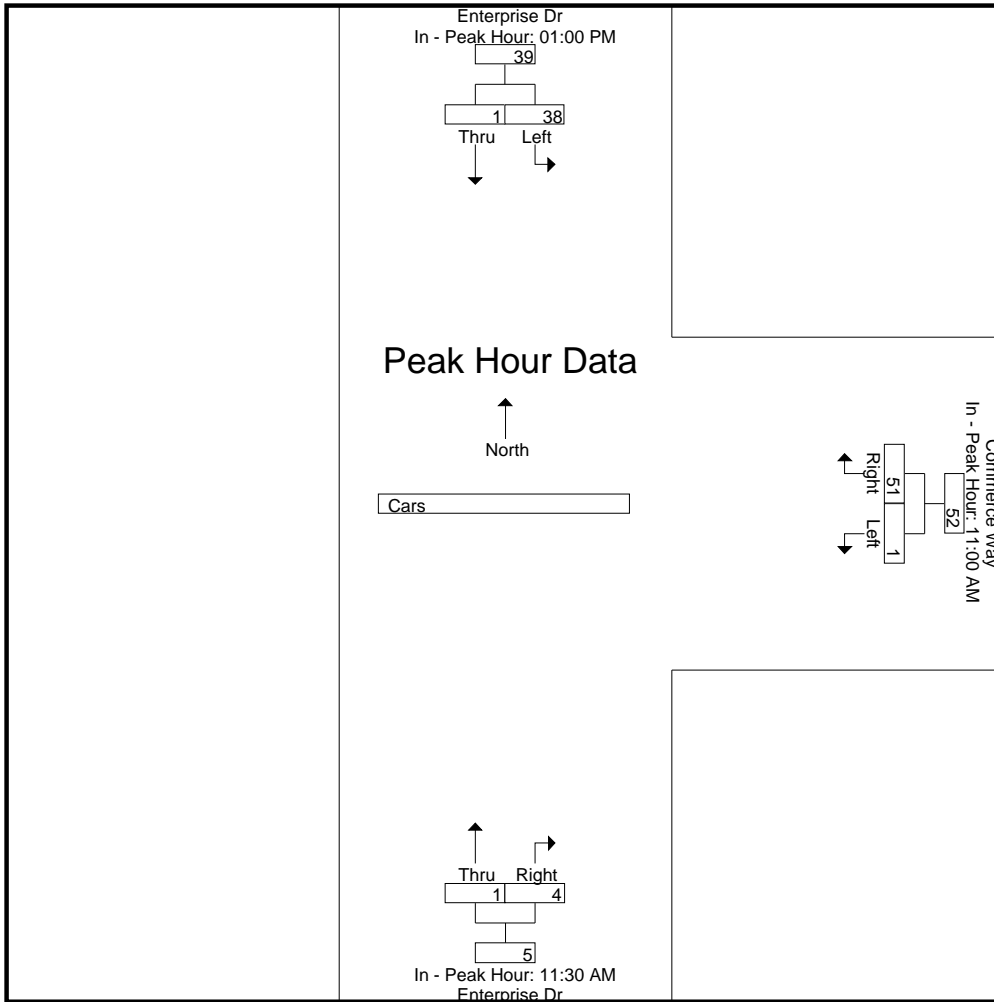 Enterprise Dr
In - Peak Hour: 01:00 PM
39
1 38
Thru Left
Peak Hour Data
North
Cars
Commerce Way
In - Peak Hour: 11:00 AM
52
51 1
Right Left
Thru Right
1 4
5
In - Peak Hour: 11:30 AM
Enterprise Dr